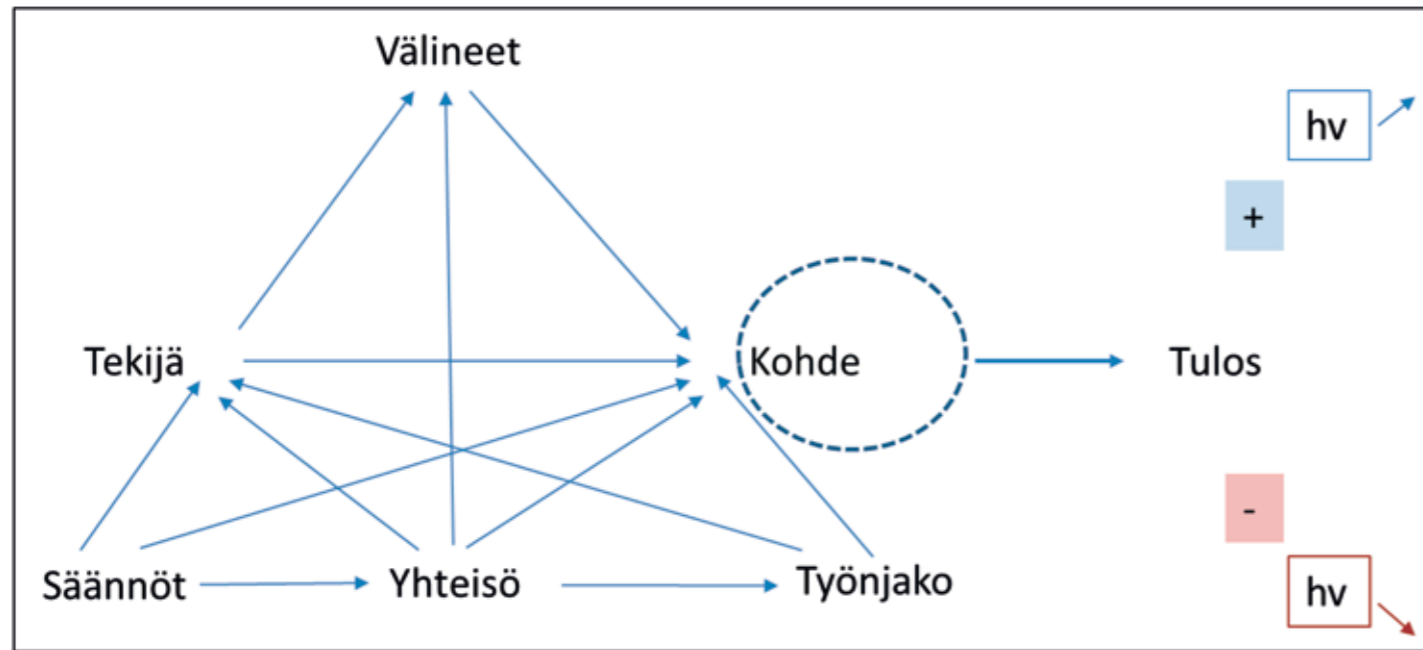 Välineet
hv
+
Tekijä
Kohde
Tulos
-
Säännöt
Yhteisö
Työnjako
hv